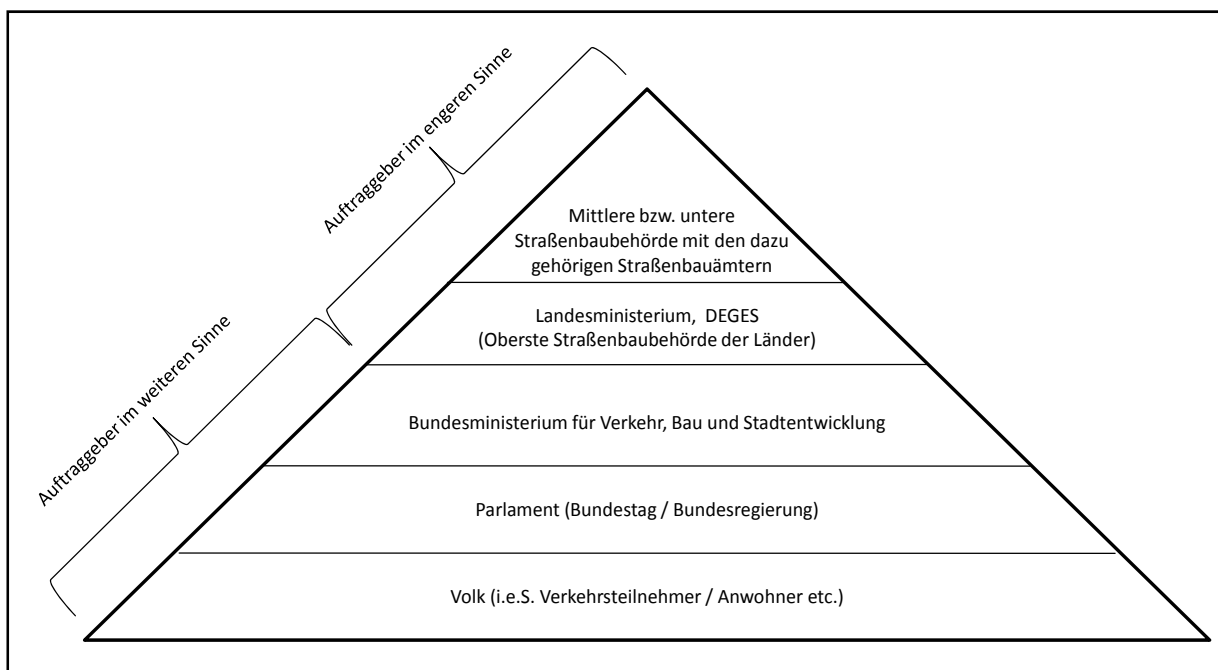 Auftraggeber im engeren Sinne
Auftraggeber im weiteren Sinne
Mittlere bzw. untere
Straßenbaubehörde mit den dazu
gehörigen Straßenbauämtern
Landesministerium, DEGES
(Oberste Straßenbaubehörde der Länder)
Bundesministerium für Verkehr, Bau und Stadtentwicklung
Parlament (Bundestag / Bundesregierung)
Volk (i.e.S. Verkehrsteilnehmer / Anwohner etc.)